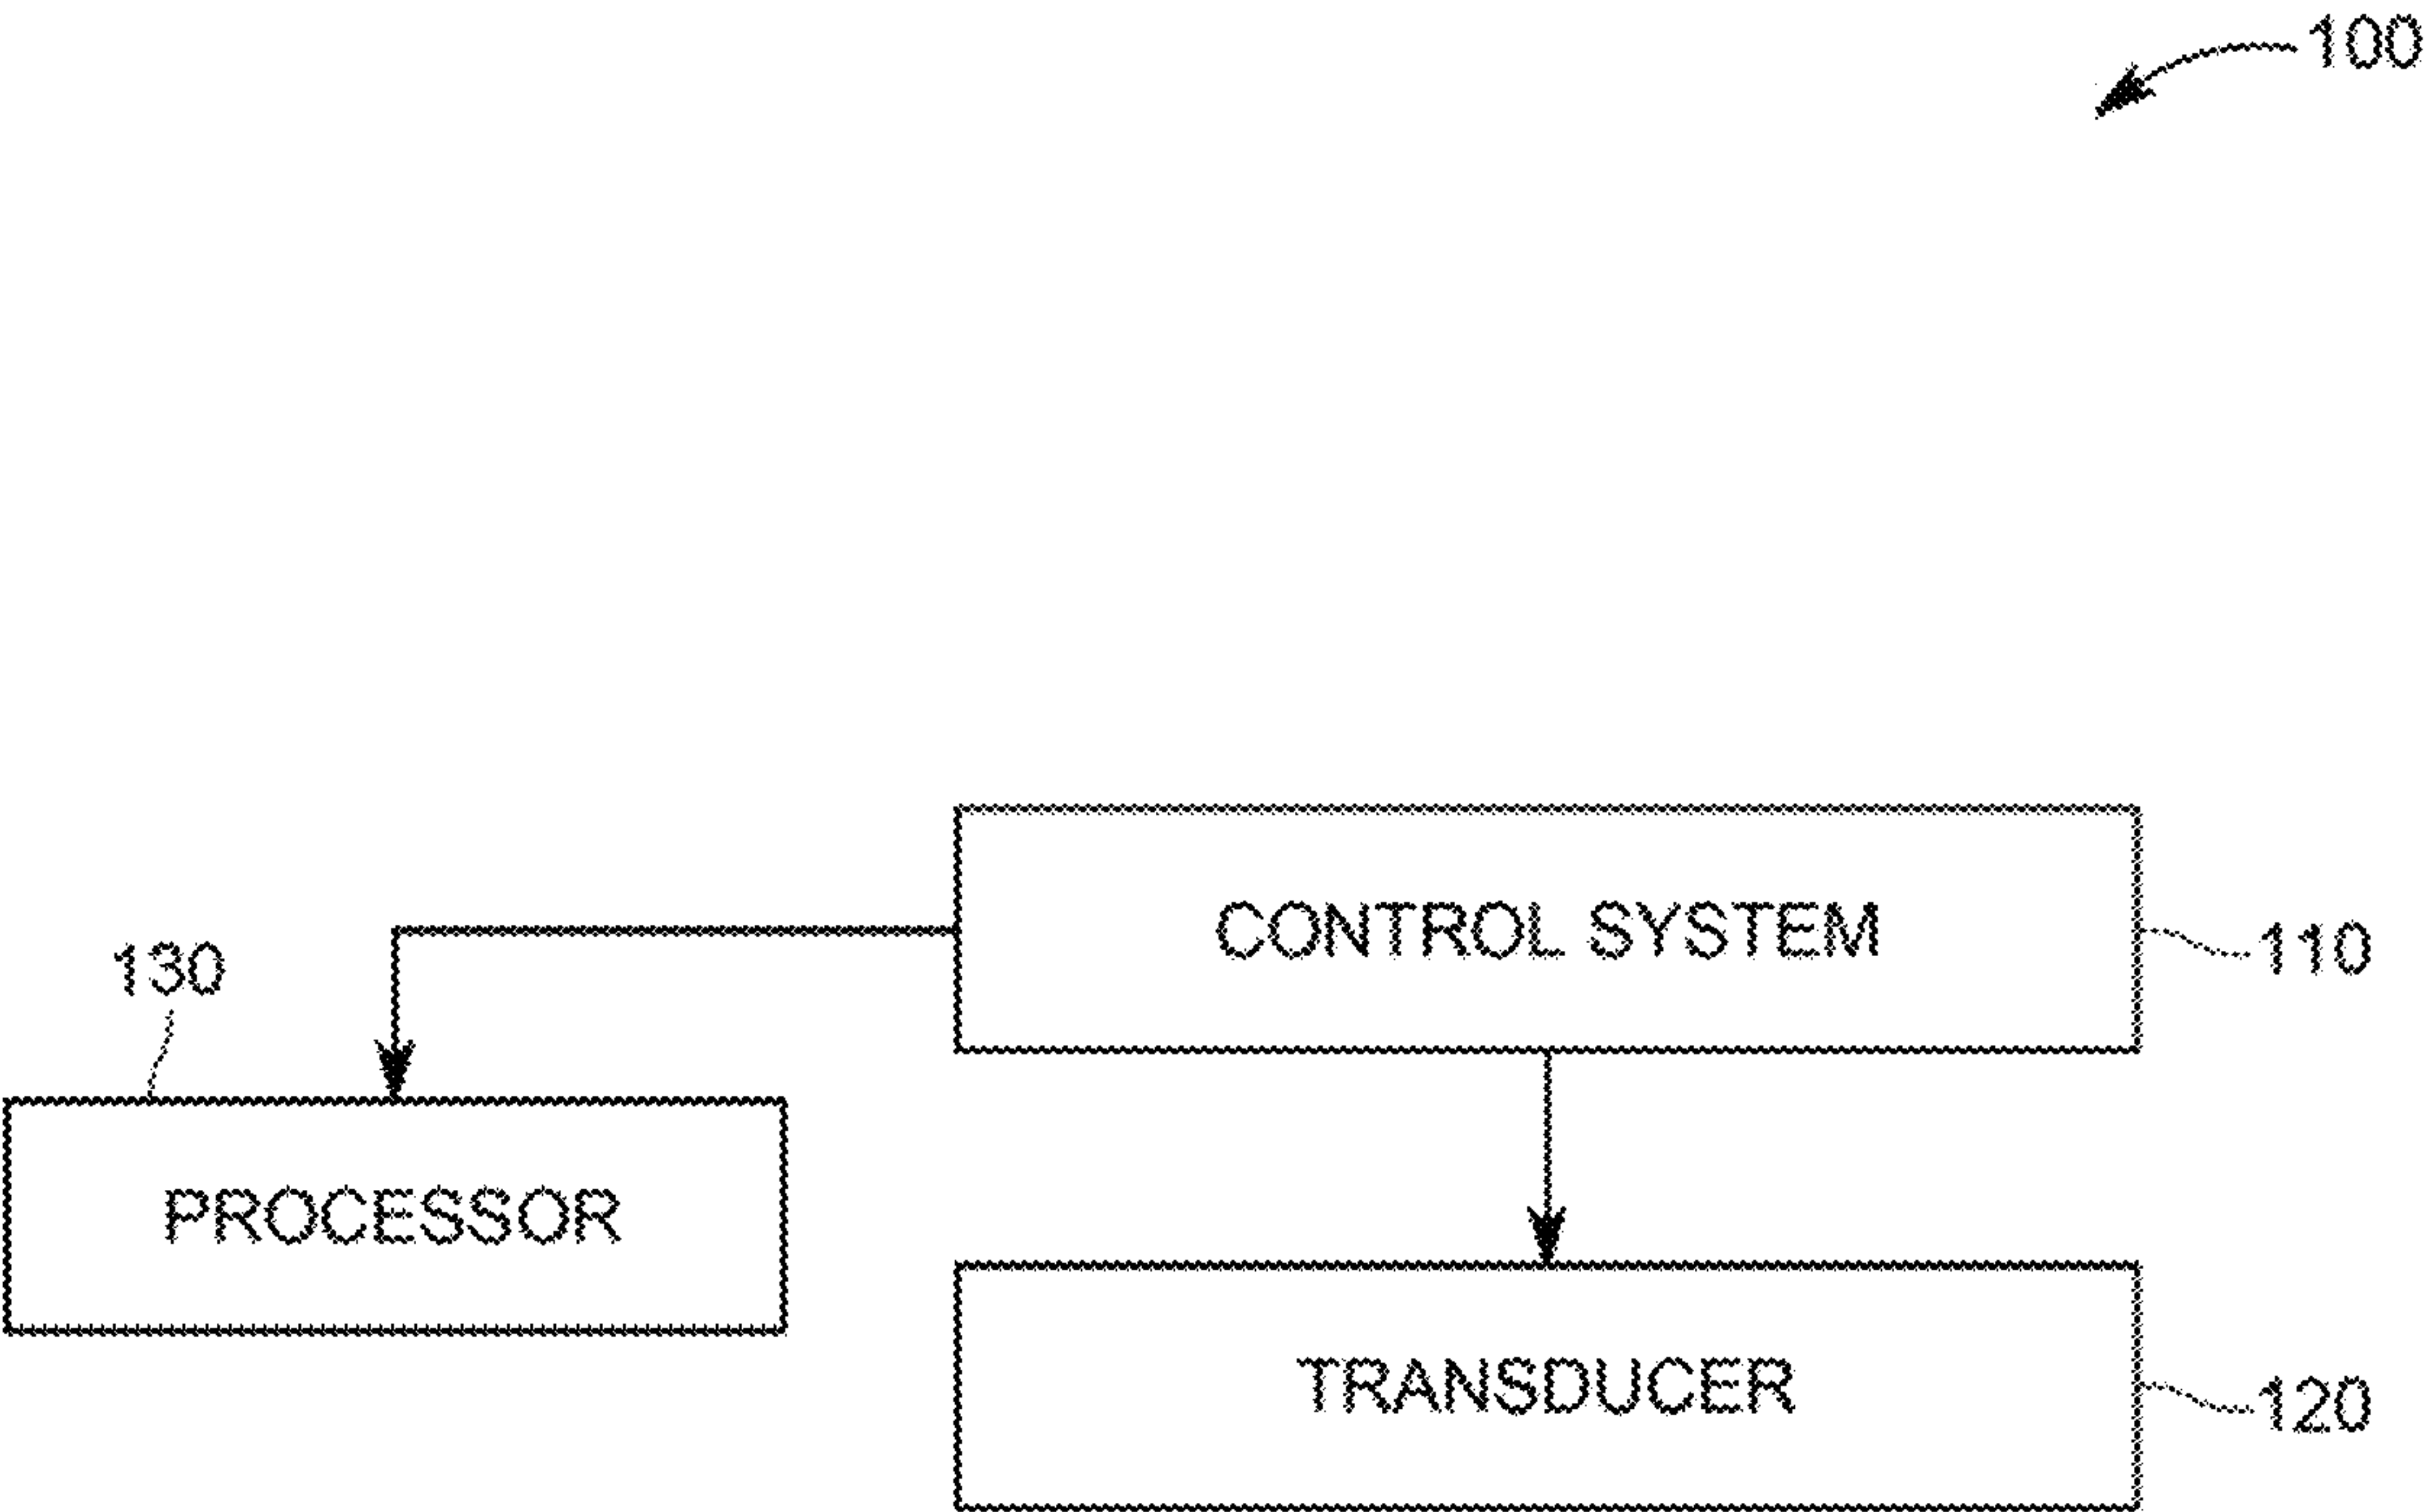 100
CONTROL SYSTEM
110
130
PROCESSOR
TRANSDUCER
120